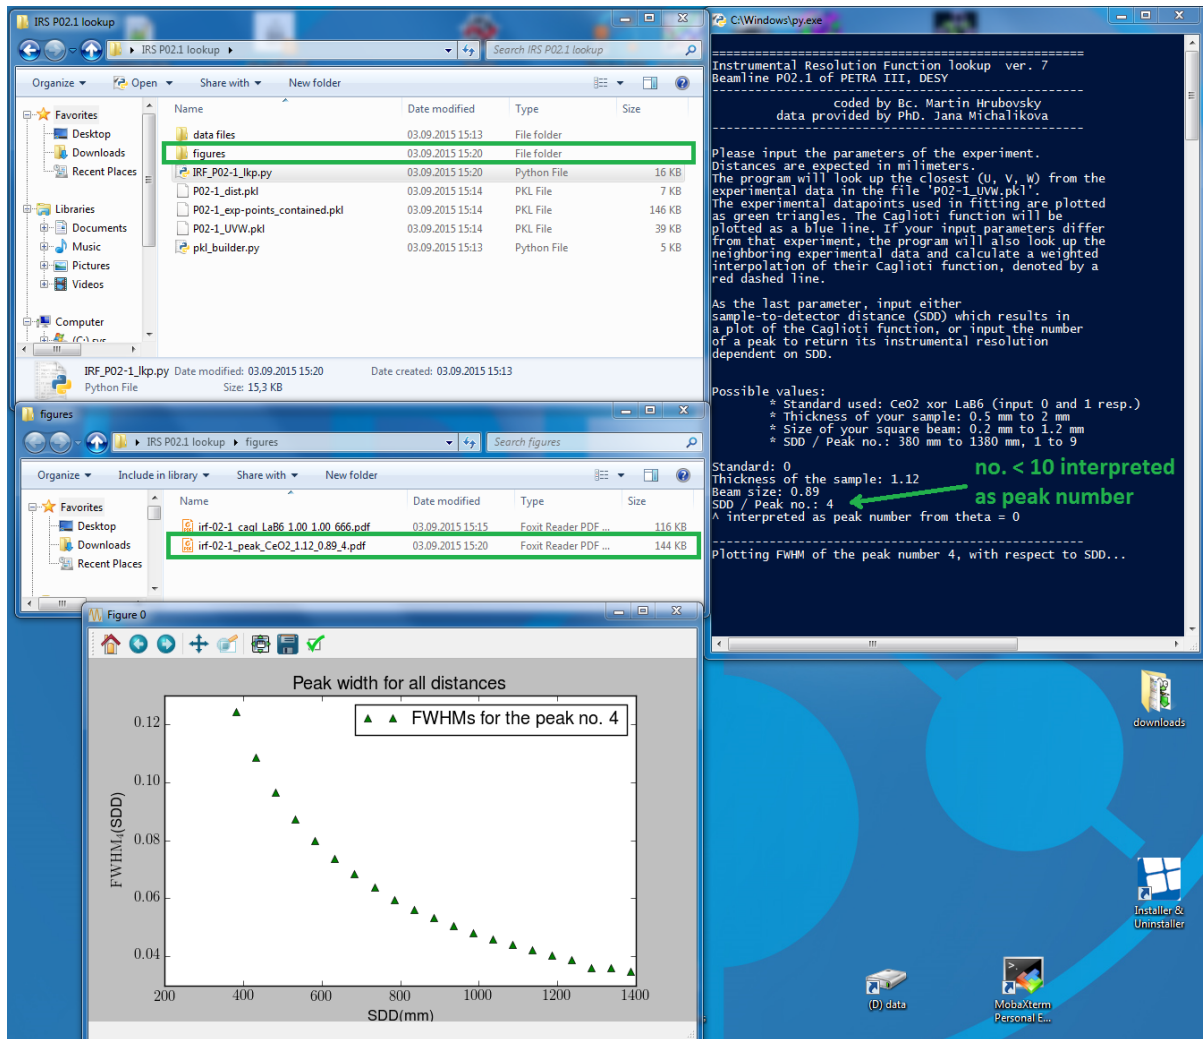 IRS P02.1 lookup
IRS P02.1 lookup
Search IRS P02.1 lookup
Organize
Open
Share with
New folder
Favorites
Desktop
Downloads
Recent Places
Libraries
Documents
Music
Pictures
Videos
Computer
Name Date modified Type Size
data files 03.09.2015 15:13 File folder
figures 03.09.2015 15:20 File folder
IRF_P02-1_lkp.py 03.09.2015 15:20 Python File 16 KB
P02-1_dist.pkl 03.09.2015 15:14 PKL File 7 KB
P02-1_exp-points_contained.pkl 03.09.2015 15:14 PKL File 146 KB
P02-1_UVW.pkl 03.09.2015 15:14 PKL File 39 KB
pkl_builder.py 03.09.2015 15:13 Python File 5 KB
IRF_P02-1_lkp.py Date modified: 03.09.2015 15:20 Date created: 03.09.2015 15:13
Python File Size: 15,3 KB
figures
IRS P02.1 lookup figures
Search figures
Organize
Include in library
Share with
New folder
Favorites
Desktop
Downloads
Recent Places
Name Date modified Type Size
irf-02-1_cagl_LaB6_1.00_1.00_666.pdf 03.09.2015 15:15 Foxit Reader PDF ... 116 KB
irf-02-1_peak_CeO2_1.12_0.89_4.pdf 03.09.2015 15:20 Foxit Reader PDF ... 144 KB
Figure 0
Peak width for all distances
FWHMs for the peak no. 4
FWHM4(SDD)
0.12
0.10
0.08
0.06
0.04
200 400 600 800 1000 1200 1400
SDD(mm)
C:\Windows\py.exe
====================================================
Instrumental Resolution Function lookup ver. 7
Beamline P02.1 of PETRA III, DESY
----------------------------------------------------
coded by Bc. Martin Hrubovsky
data provided by PhD. Jana Michalikova
----------------------------------------------------
Please input the parameters of the experiment.
Distances are expected in milimeters.
The program will look up the closest (U, V, W) from the
experimental data in the file 'P02-1_UVW.pkl'.
The experimental datapoints used in fitting are plotted
as green triangles. The Caglioti function will be
plotted as a blue line. If your input parameters differ
from that experiment, the program will also look up the
neighboring experimental data and calculate a weighted
interpolation of their Caglioti function, denoted by a
red dashed line.
As the last parameter, input either
sample-to-detector distance (SDD) which results in
a plot of the Caglioti function, or input the number
of a peak to return its instrumental resolution
dependent on SDD.
Possible values:
* Standard used: CeO2 xor LaB6 (input 0 and 1 resp.)
* Thickness of your sample: 0.5 mm to 2 mm
* Size of your square beam: 0.2 mm to 1.2 mm
* SDD / Peak no.: 380 mm to 1380 mm, 1 to 9
Standard: 0
Thickness of the sample: 1.12
Beam size: 0.89
SDD / Peak no.: 4
^ interpreted as peak number from theta = 0
----------------------------------------------------
Plotting FWHM of the peak number 4, with respect to SDD...
no. < 10 interpreted
as peak number
downloads
Installer &
Uninstaller
(D) data
MobaXterm
Personal E...